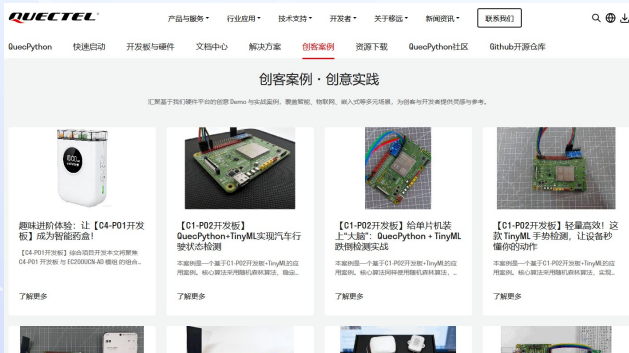 QUECTEL
产品与服务 行业应用 技术支持 开发者 关于移远 新闻资讯 联系我们
QuecPython 快速启动 开发板与硬件 文档中心 解决方案 创客案例 资源下载 QuecPython社区 Github开源仓库
创客案例·创意实践
汇聚基于我们硬件平台的创意 Demo 与实战案例，覆盖智能、物联网、嵌入式等多元场景，为创客与开发者提供灵感与参考。
趣味进阶体验：让【C4-P01开发
板】成为智能药盒！
【C4-P01开发板】综合项目开发本文将聚焦
C4-P01 开发板 与 EC200UCN-AD 模组 的组合...
了解更多
【C1-P02开发板】
QuecPython+TinyML实现汽车行
驶状态检测
本案例是一个基于C1-P02开发板+TinyML的应
用案例。核心算法采用随机森林算法，
了解更多
【C1-P02开发板】给单片机装
上“大脑”：QuecPython + TinyML
跌倒检测实战
本案例是一个基于C1-P02开发板+TinyML的应
用案例。核心算法同样使用随机森林算法，...
了解更多
【C1-P02开发板】轻量高效！这
款 TinyML 手势检测，让设备秒
懂你的动作
本案例是一个基于C1-P02开发板+TinyML的应
用案例。核心算法采用随机森林算法，实现...
了解更多